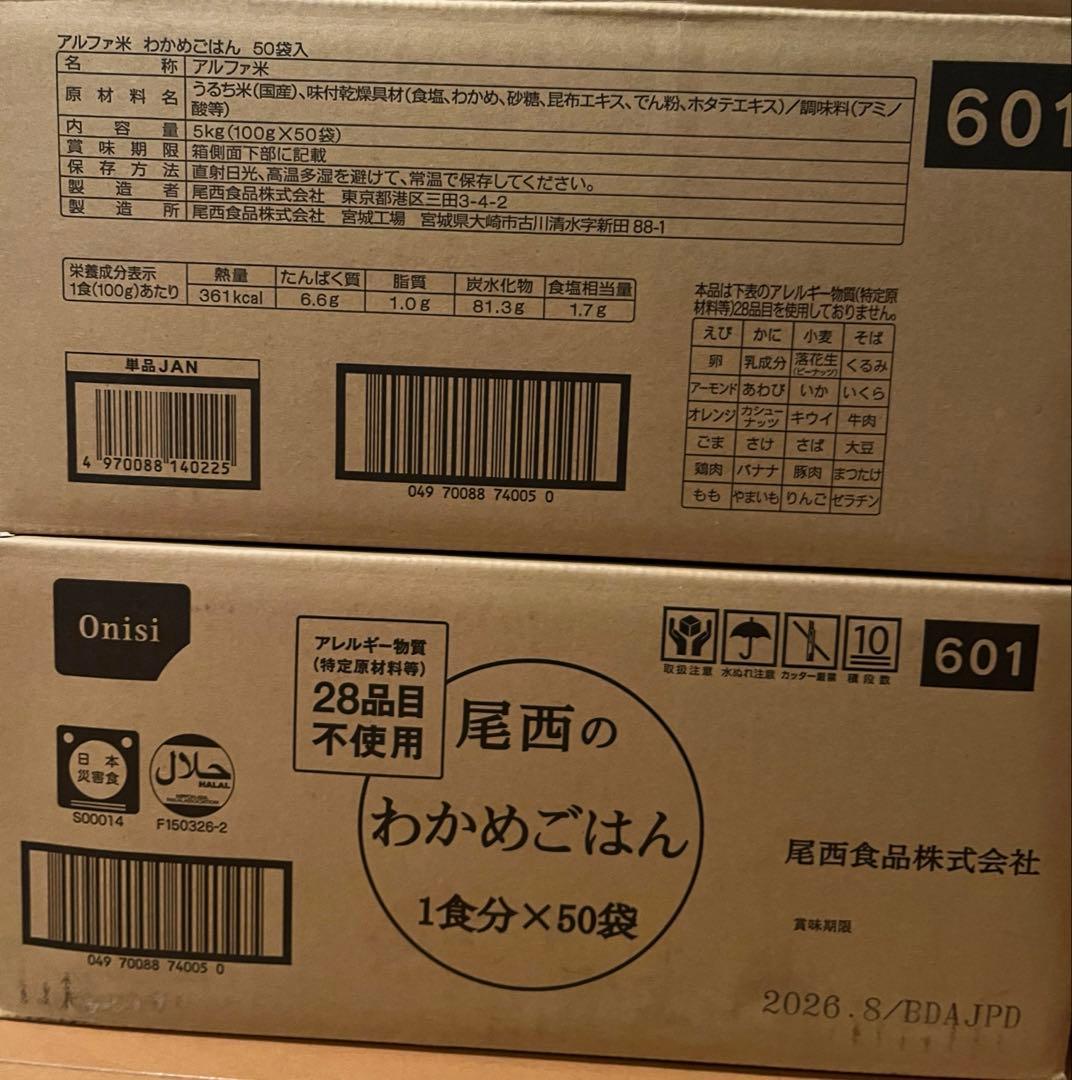 アルファ米 わかめごはん 50袋入
名称 アルファ米
原材料名 うるち米(国産)、味付乾燥具材(食塩、わかめ、砂糖、昆布エキス、でん粉、ホタテエキス)/調味料(アミノ
酸等)
内容量 5kg(100g×50袋)
賞味期限 箱側面下部に記載
保存方法 直射日光、高温多湿を避けて、常温で保存してください。
製造者 尾西食品株式会社 東京都港区三田3-4-2
製造所 尾西食品株式会社 宮城工場 宮城県大崎市古川清水字新田88-1
601
栄養成分表示
1食(100g)あたり
熱量 たんぱく質 脂質 炭水化物 食塩相当量
361kcal 6.6g 1.0g 81.3g 1.7g
本品は下表のアレルギー物質(特定原
材料等)28品目を使用しておりません。
えび かに 小麦 そば
卵 乳成分 落花生(ピーナッツ) くるみ
アーモンド あわび いか いくら
オレンジ カシューナッツ キウイ 牛肉
ごま さけ さば 大豆
鶏肉 バナナ 豚肉 まつたけ
もも やまいも りんご ゼラチン
単品JAN
4 970088 140225
049 70088 74005 0
Onisi
アレルギー物質
(特定原材料等)
28品目
不使用
取扱注意 水ぬれ注意 カッター厳禁 積段数
10
601
日本
災害食
S00014
حلال
HALAL
F150326-2
尾西の
わかめごはん
1食分×50袋
049 70088 74005 0
尾西食品株式会社
賞味期限
2026.8/BDAJPD